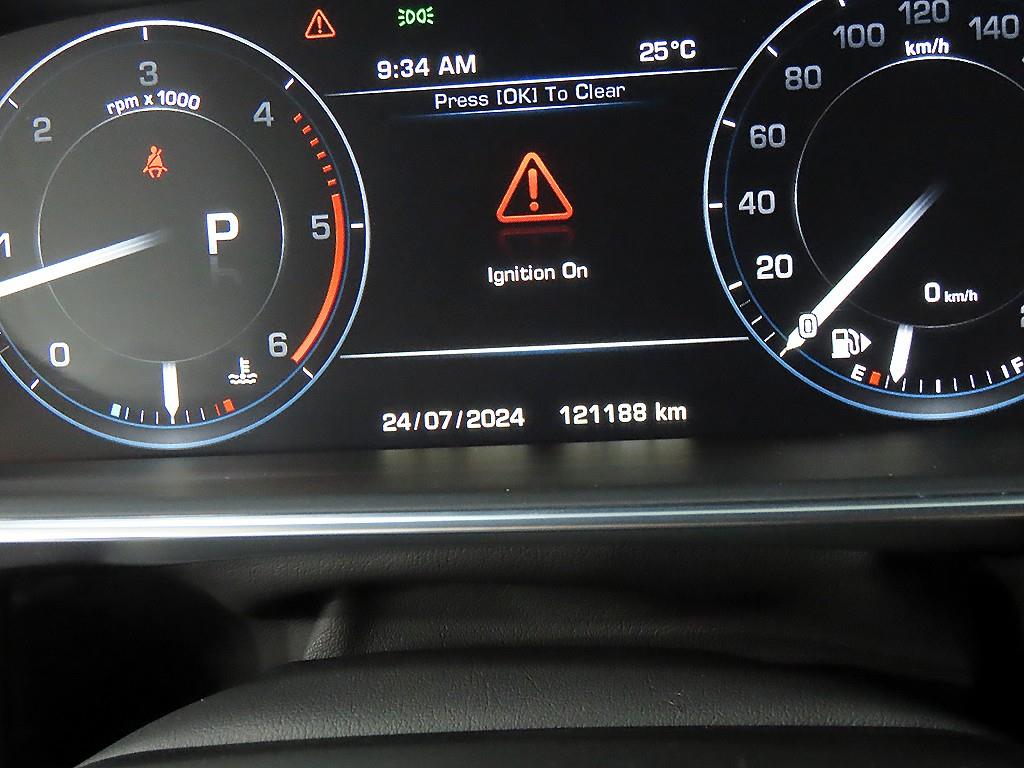 9:34 AM 25°C
Press [OK] To Clear
Ignition On
24/07/2024 121188 km
0
1
2
3
4
5
6
rpm x 1000
P
0
20
40
60
80
100
120
140
km/h
0 km/h
E
F